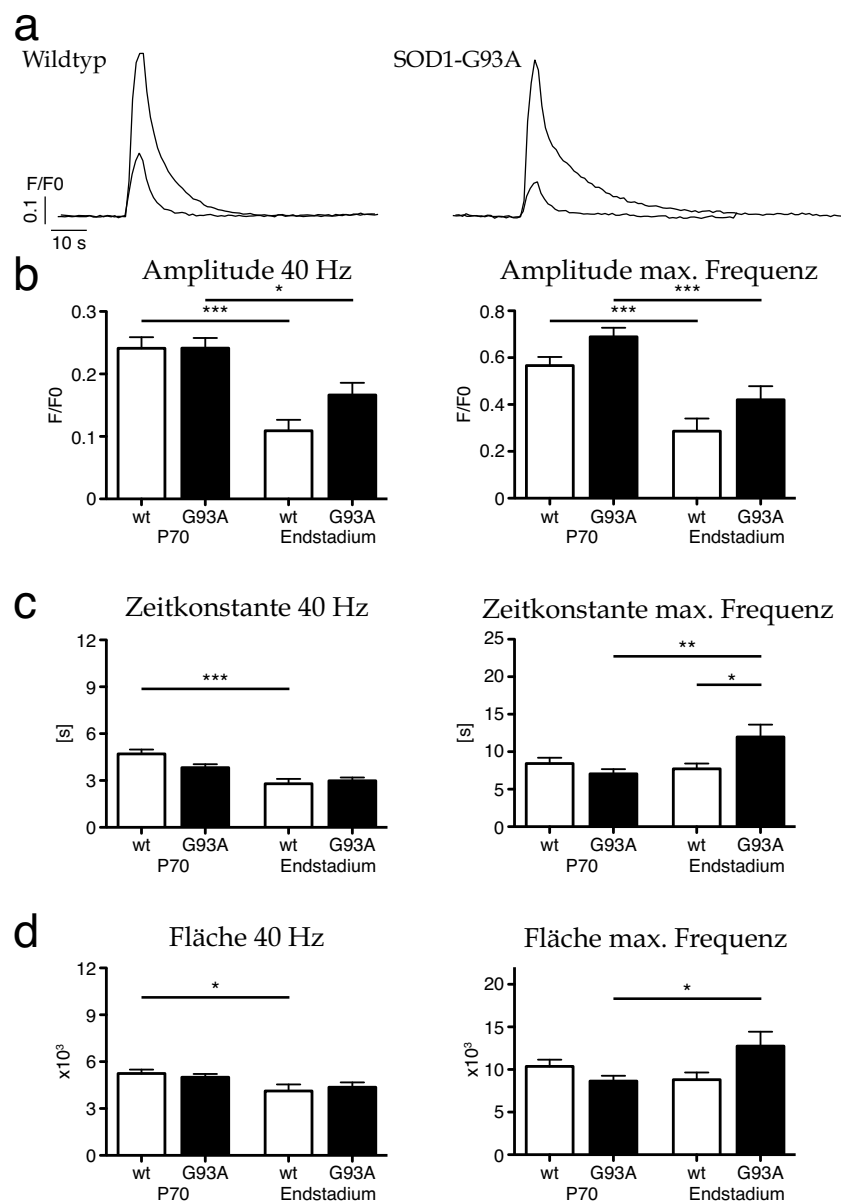 a
Wildtyp
SOD1-G93A
F/F0
0.1
10 s
b
Amplitude 40 Hz
Amplitude max. Frequenz
*
***
***
***
0.3
0.2
0.1
0
F/F0
0.8
0.6
0.4
0.2
0
F/F0
wt G93A wt G93A
P70 Endstadium
wt G93A wt G93A
P70 Endstadium
c
Zeitkonstante 40 Hz
Zeitkonstante max. Frequenz
***
**
*
12
9
6
3
0
[s]
25
20
15
10
5
0
[s]
wt G93A wt G93A
P70 Endstadium
wt G93A wt G93A
P70 Endstadium
d
Fläche 40 Hz
Fläche max. Frequenz
*
*
12
9
6
3
0
x10³
20
15
10
5
0
x10³
wt G93A wt G93A
P70 Endstadium
wt G93A wt G93A
P70 Endstadium